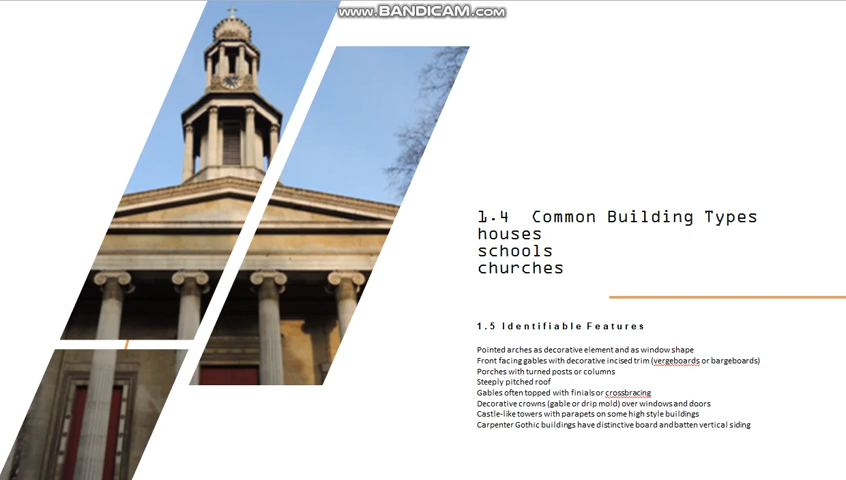 www.BANDICAM.com
1.4 Common Building Types
houses
schools
churches
1.5 Identifiable Features
Pointed arches as decorative element and as window shape
Front facing gables with decorative incised trim (vergeboards or bargeboards)
Porches with turned posts or columns
Steeply pitched roof
Gables often topped with finials or crossbracing
Decorative crowns (gable or drip mold) over windows and doors
Castle-like towers with parapets on some high style buildings
Carpenter Gothic buildings have distinctive board and batten vertical siding